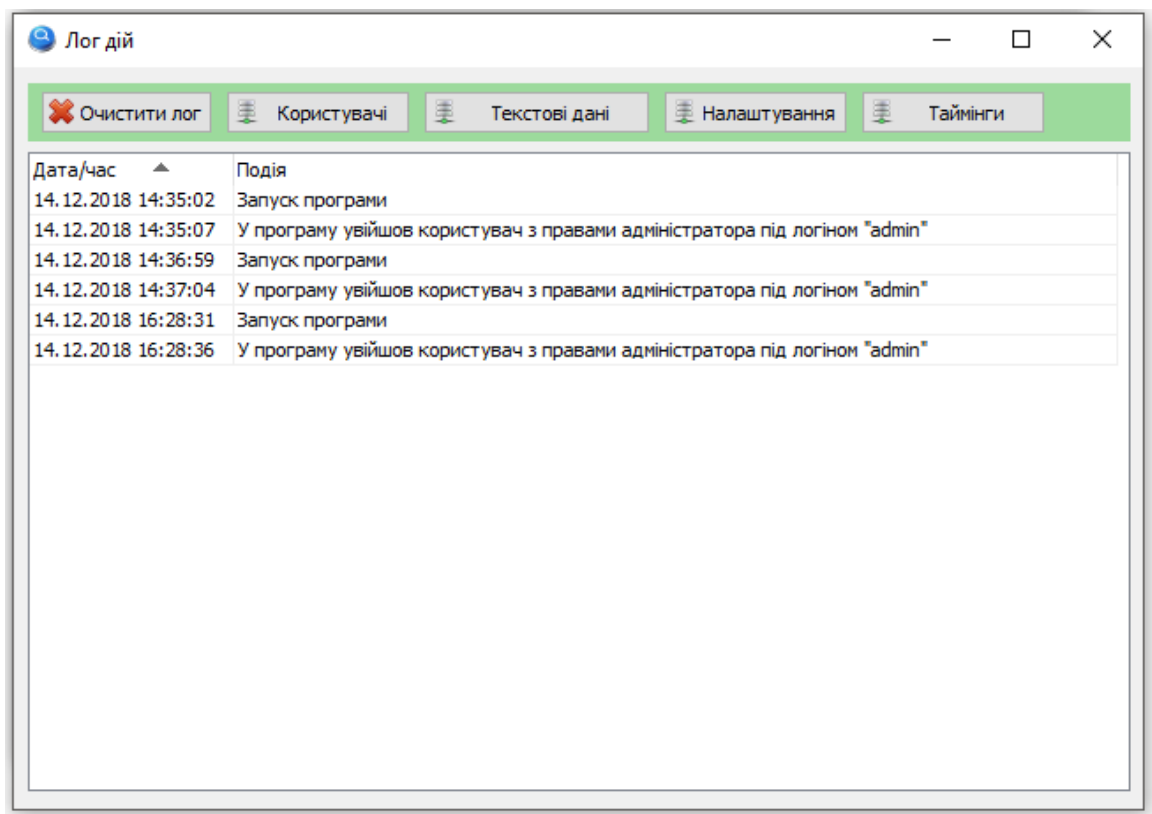 Лог дій
Очистити лог Користувачі Текстові дані Налаштування Таймінги
Дата/час Подія
14.12.2018 14:35:02 Запуск програми
14.12.2018 14:35:07 У програму увійшов користувач з правами адміністратора під логіном "admin"
14.12.2018 14:36:59 Запуск програми
14.12.2018 14:37:04 У програму увійшов користувач з правами адміністратора під логіном "admin"
14.12.2018 16:28:31 Запуск програми
14.12.2018 16:28:36 У програму увійшов користувач з правами адміністратора під логіном "admin"